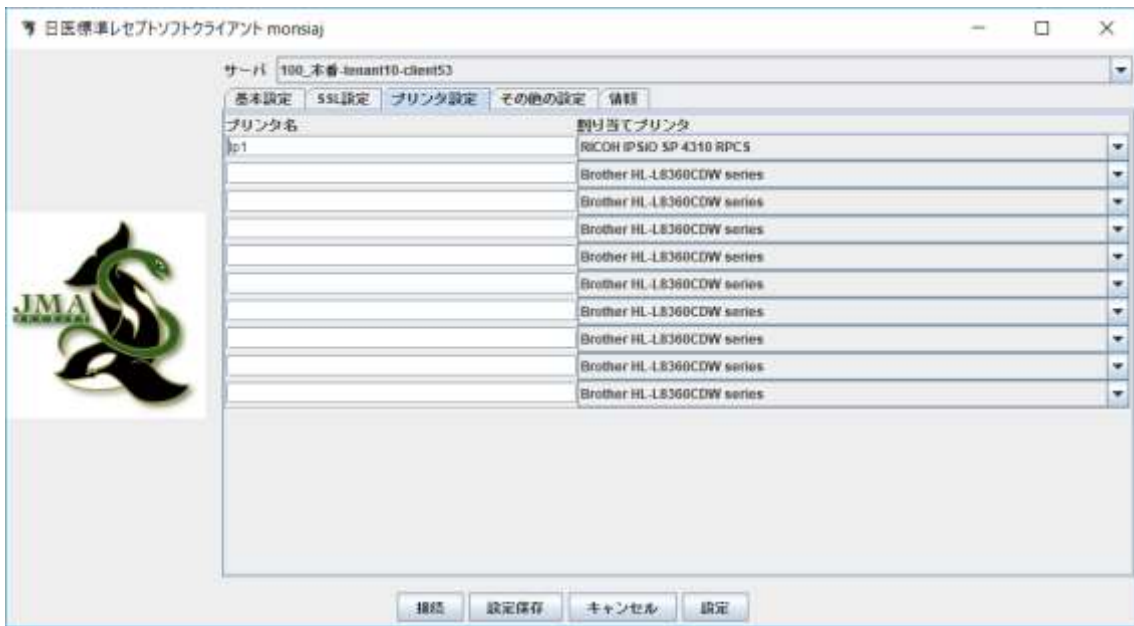 日医標準レセプトソフトクライアント monsiaj
サーバ 100_本番-tenant10-client53
基本設定 SSL設定 プリンタ設定 その他の設定 情報
プリンタ名 割り当てプリンタ
lp1 RICOH IPSiO SP 4310 RPCS
Brother HL-L8360CDW series
Brother HL-L8360CDW series
Brother HL-L8360CDW series
Brother HL-L8360CDW series
Brother HL-L8360CDW series
Brother HL-L8360CDW series
Brother HL-L8360CDW series
Brother HL-L8360CDW series
Brother HL-L8360CDW series
JMA
接続 設定保存 キャンセル 設定